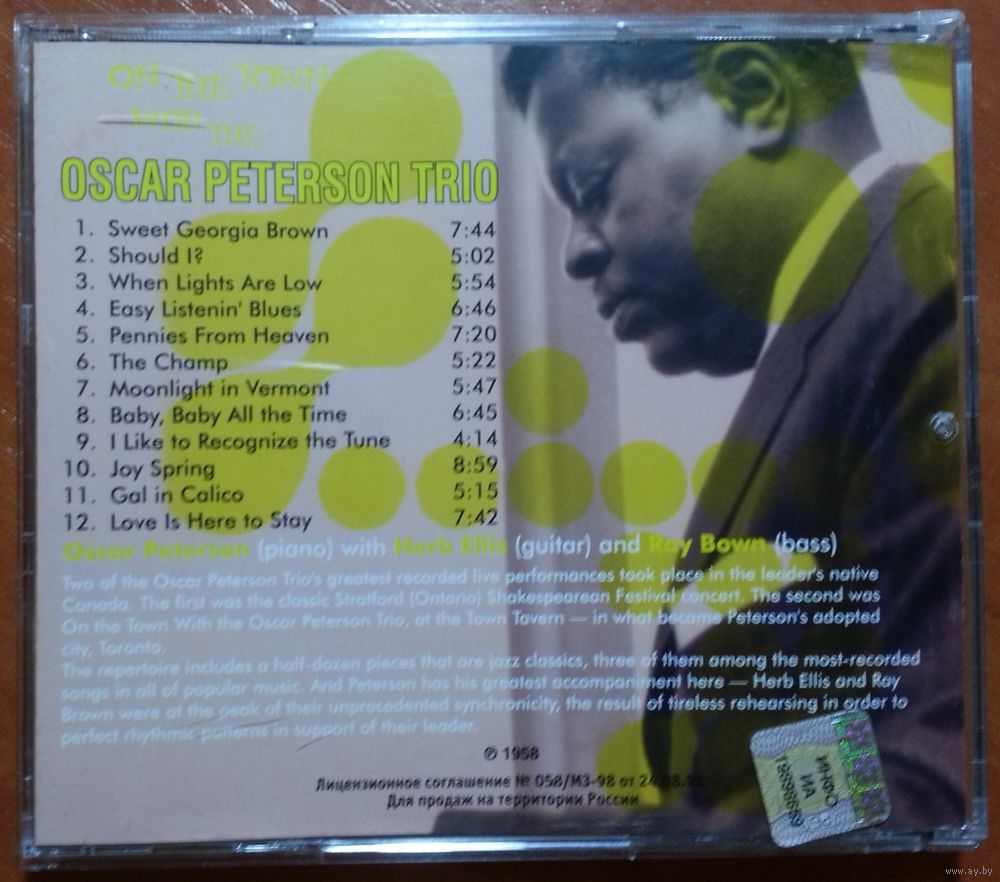 ON THE TOWN
WITH THE
OSCAR PETERSON TRIO
1. Sweet Georgia Brown 7:44
2. Should I? 5:02
3. When Lights Are Low 5:54
4. Easy Listenin' Blues 6:46
5. Pennies From Heaven 7:20
6. The Champ 5:22
7. Moonlight in Vermont 5:47
8. Baby, Baby All the Time 6:45
9. I Like to Recognize the Tune 4:14
10. Joy Spring 8:59
11. Gal in Calico 5:15
12. Love Is Here to Stay 7:42
Oscar Peterson (piano) with Herb Ellis (guitar) and Ray Bown (bass)
Two of the Oscar Peterson Trio's greatest recorded live performances took place in the leader's native
Canada. The first was the classic Stratford (Ontario) Shakespearean Festival concert. The second was
On the Town With the Oscar Peterson Trio, at the Town Tavern — in what became Peterson's adopted
city, Toronto.
The repertoire includes a half-dozen pieces that are jazz classics, three of them among the most-recorded
songs in all of popular music. And Peterson has his greatest accompaniment here — Herb Ellis and Ray
Brown were at the peak of their unprecedented synchronicity, the result of tireless rehearsing in order to
perfect rhythmic patterns in support of their leader.
℗ 1958
Лицензионное соглашение № 058/МЗ-98 от 24.08.
Для продаж на территории России
ИНФО
ИА
www.ay.by